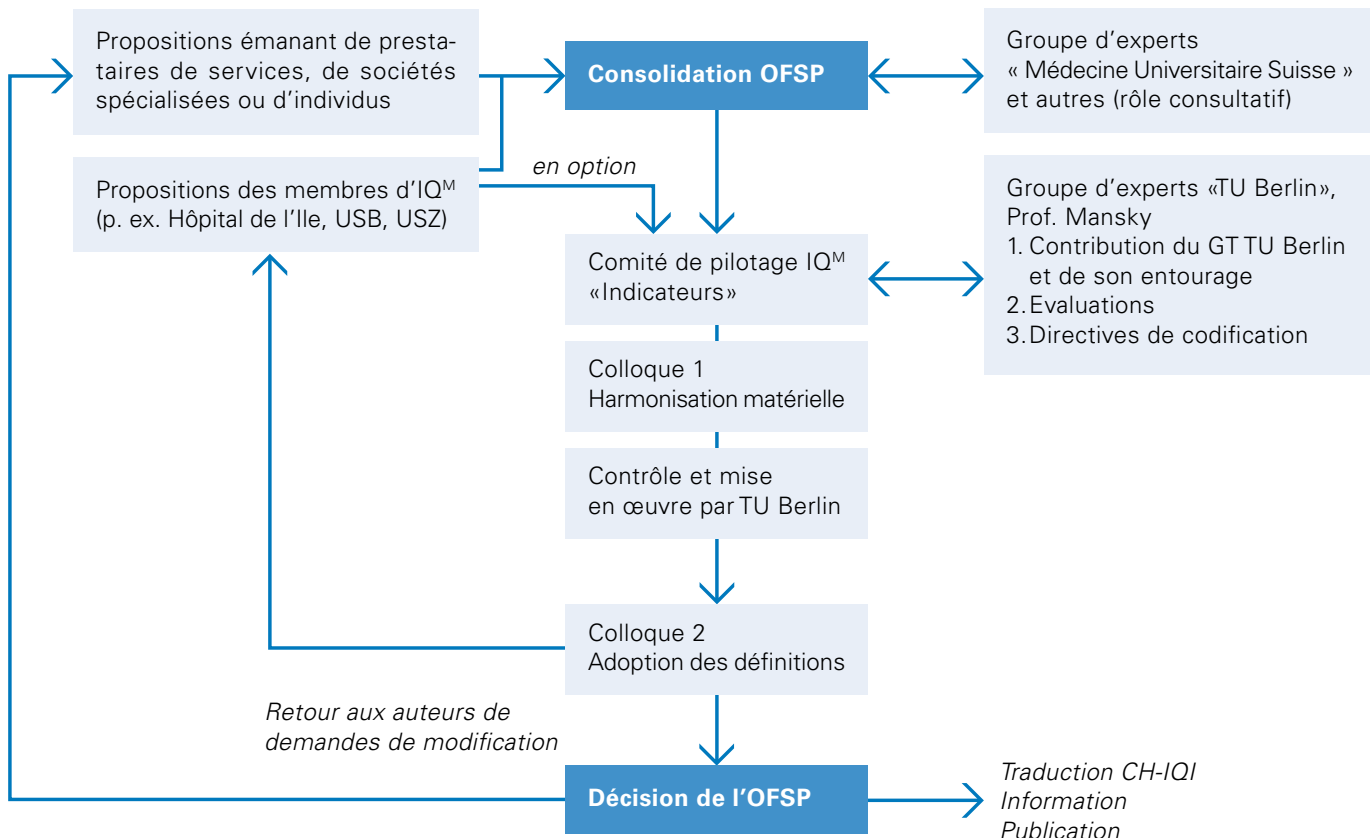 Propositions émanant de presta-
taires de services, de sociétés
spécialisées ou d'individus
Consolidation OFSP
Groupe d'experts
« Médecine Universitaire Suisse »
et autres (rôle consultatif)
Propositions des membres d'IQᴹ
(p. ex. Hôpital de l'Ile, USB, USZ)
en option
Comité de pilotage IQᴹ
«Indicateurs»
Groupe d'experts «TU Berlin»,
Prof. Mansky
1. Contribution du GT TU Berlin
et de son entourage
2. Evaluations
3. Directives de codification
Colloque 1
Harmonisation matérielle
Contrôle et mise
en œuvre par TU Berlin
Colloque 2
Adoption des définitions
Retour aux auteurs de
demandes de modification
Décision de l'OFSP
Traduction CH-IQI
Information
Publication